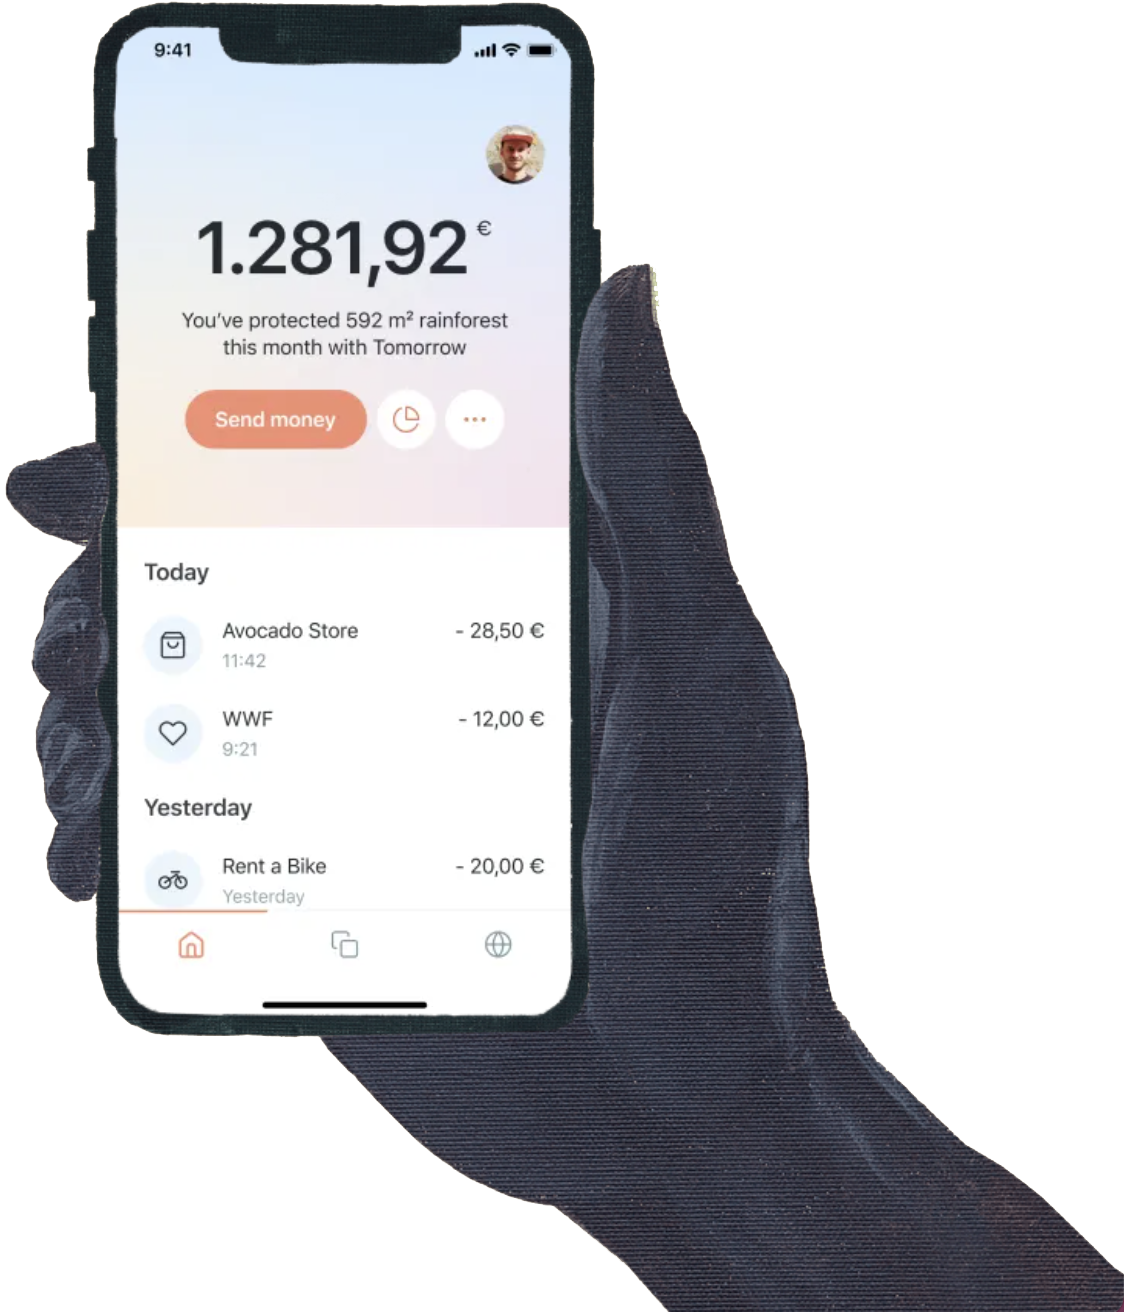 9:41
1.281,92 €
You've protected 592 m² rainforest
this month with Tomorrow
Send money
Today
Avocado Store - 28,50 €
11:42
WWF - 12,00 €
9:21
Yesterday
Rent a Bike - 20,00 €
Yesterday